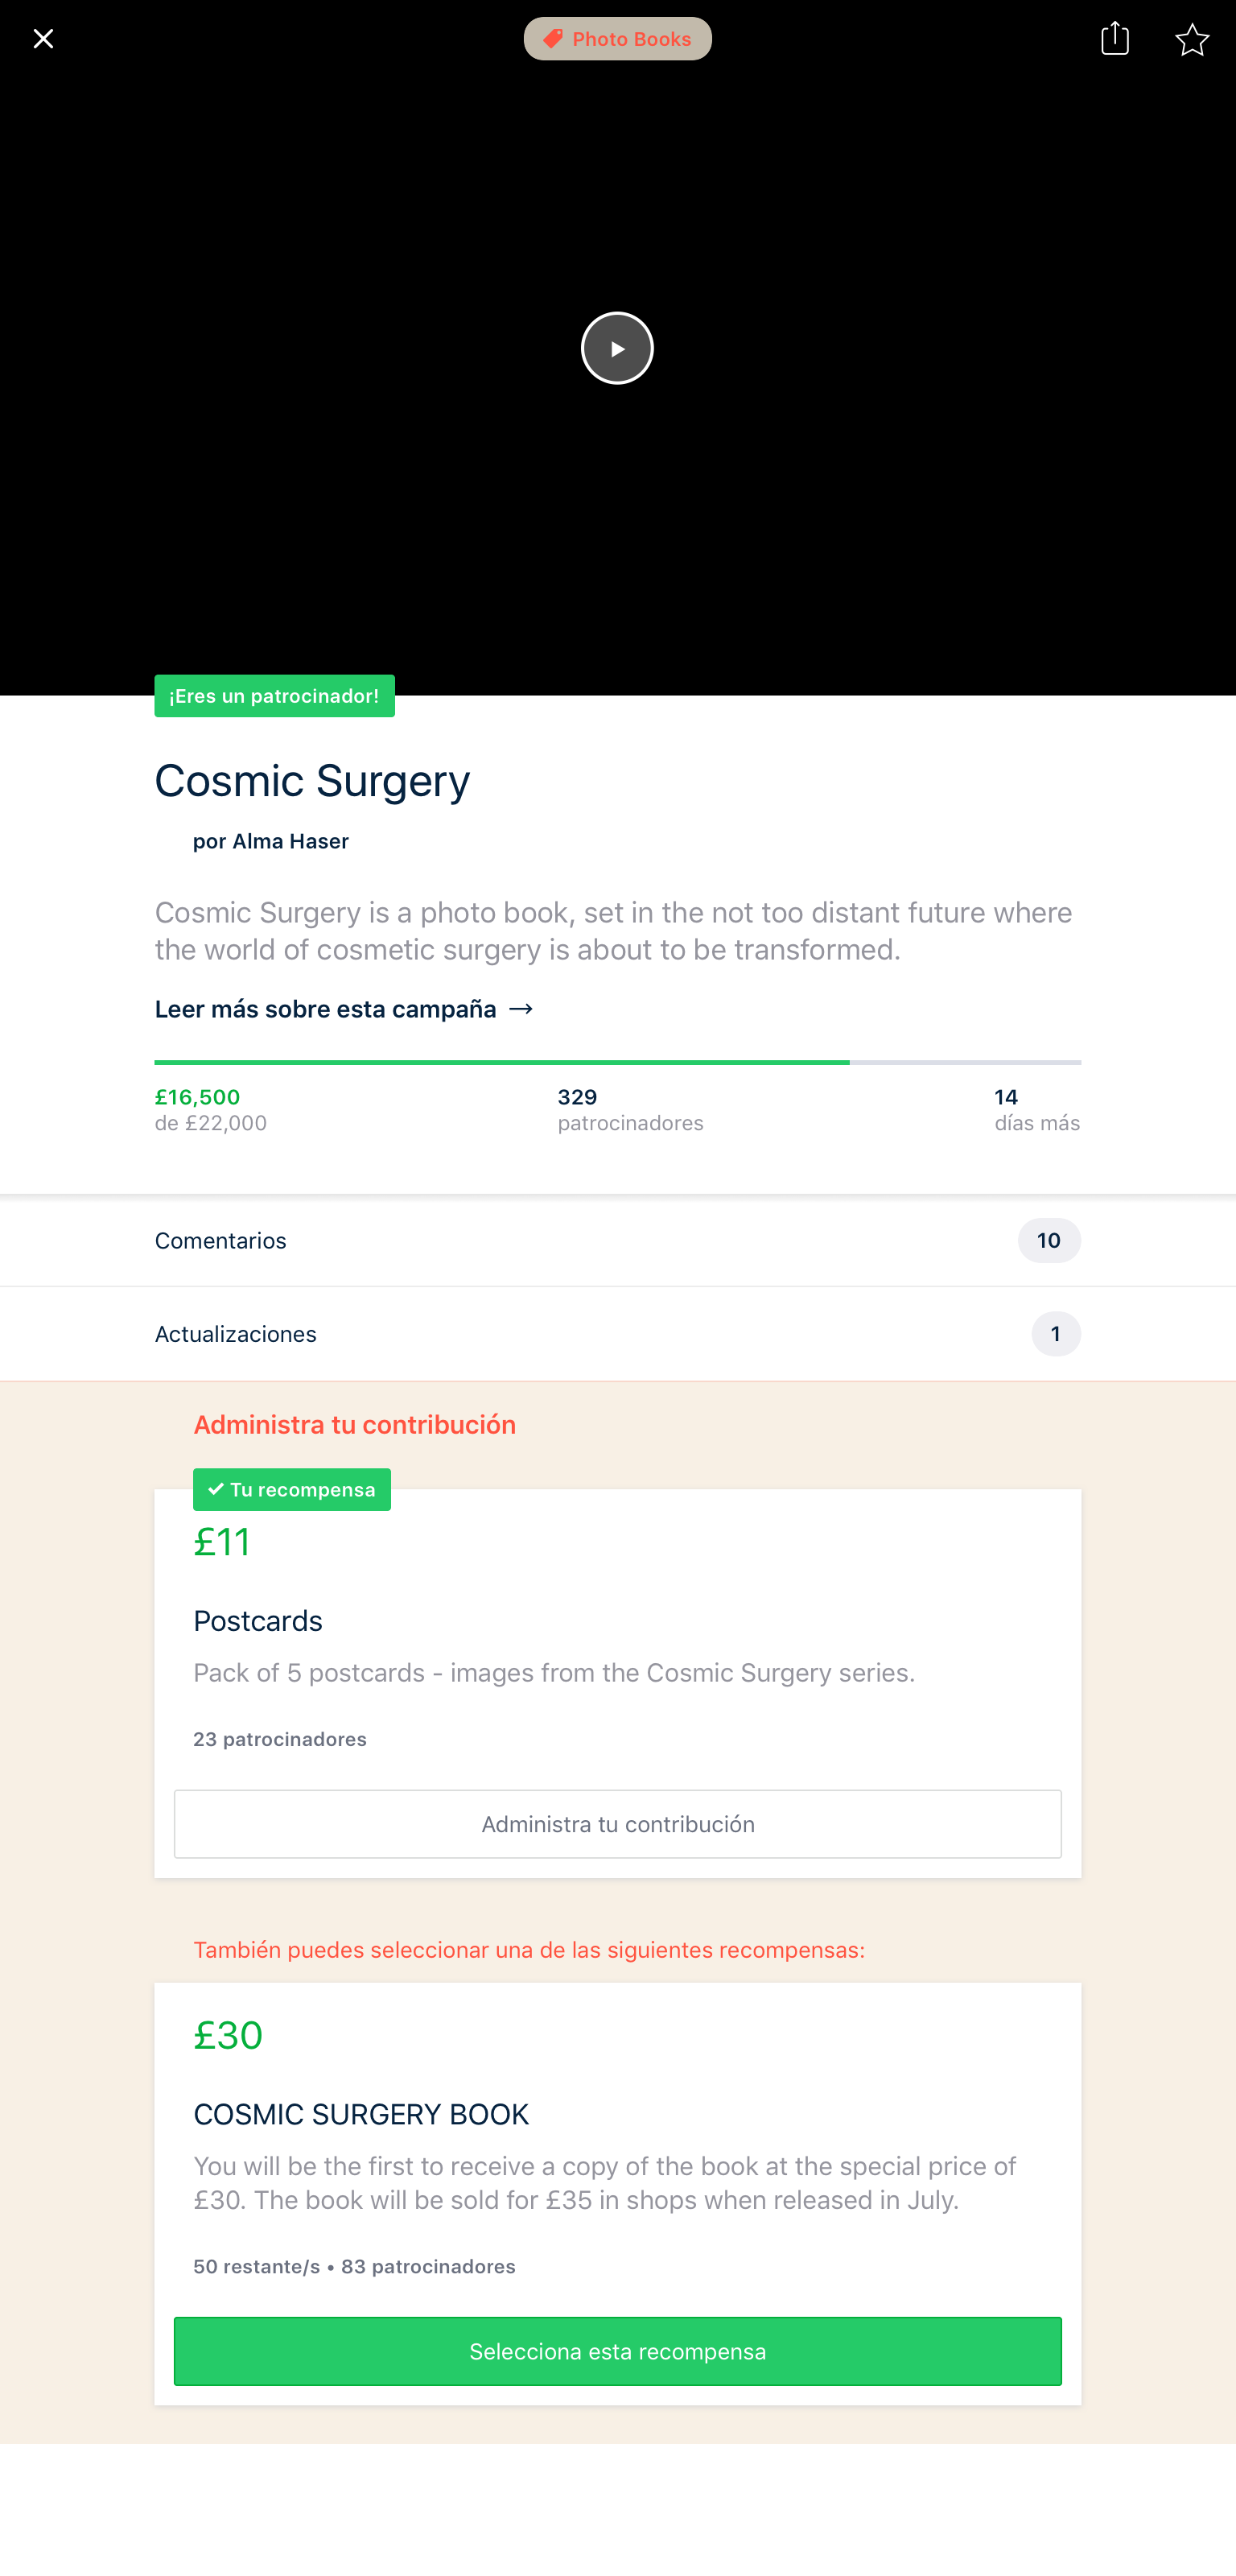 Photo Books
¡Eres un patrocinador!
Cosmic Surgery
por Alma Haser
Cosmic Surgery is a photo book, set in the not too distant future where
the world of cosmetic surgery is about to be transformed.
Leer más sobre esta campaña →
£16,500
de £22,000
329
patrocinadores
14
días más
Comentarios
10
Actualizaciones
1
Administra tu contribución
✓ Tu recompensa
£11
Postcards
Pack of 5 postcards - images from the Cosmic Surgery series.
23 patrocinadores
Administra tu contribución
También puedes seleccionar una de las siguientes recompensas:
£30
COSMIC SURGERY BOOK
You will be the first to receive a copy of the book at the special price of
£30. The book will be sold for £35 in shops when released in July.
50 restante/s • 83 patrocinadores
Selecciona esta recompensa